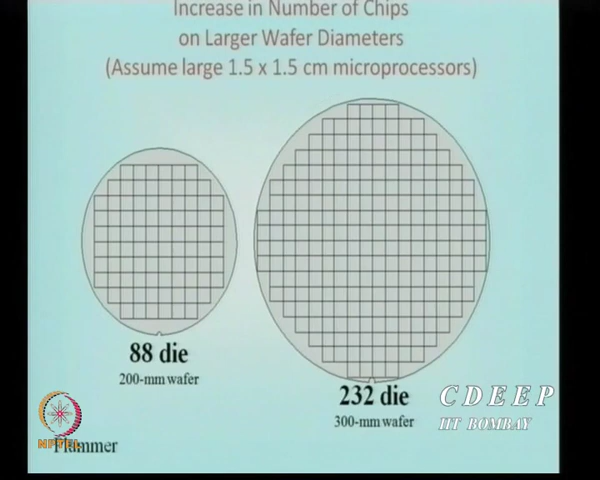 Increase in Number of Chips
on Larger Wafer Diameters
(Assume large 1.5 x 1.5 cm microprocessors)
88 die
200-mm wafer
232 die
300-mm wafer
CDEEP
IIT BOMBAY
NPTEL
Plummer